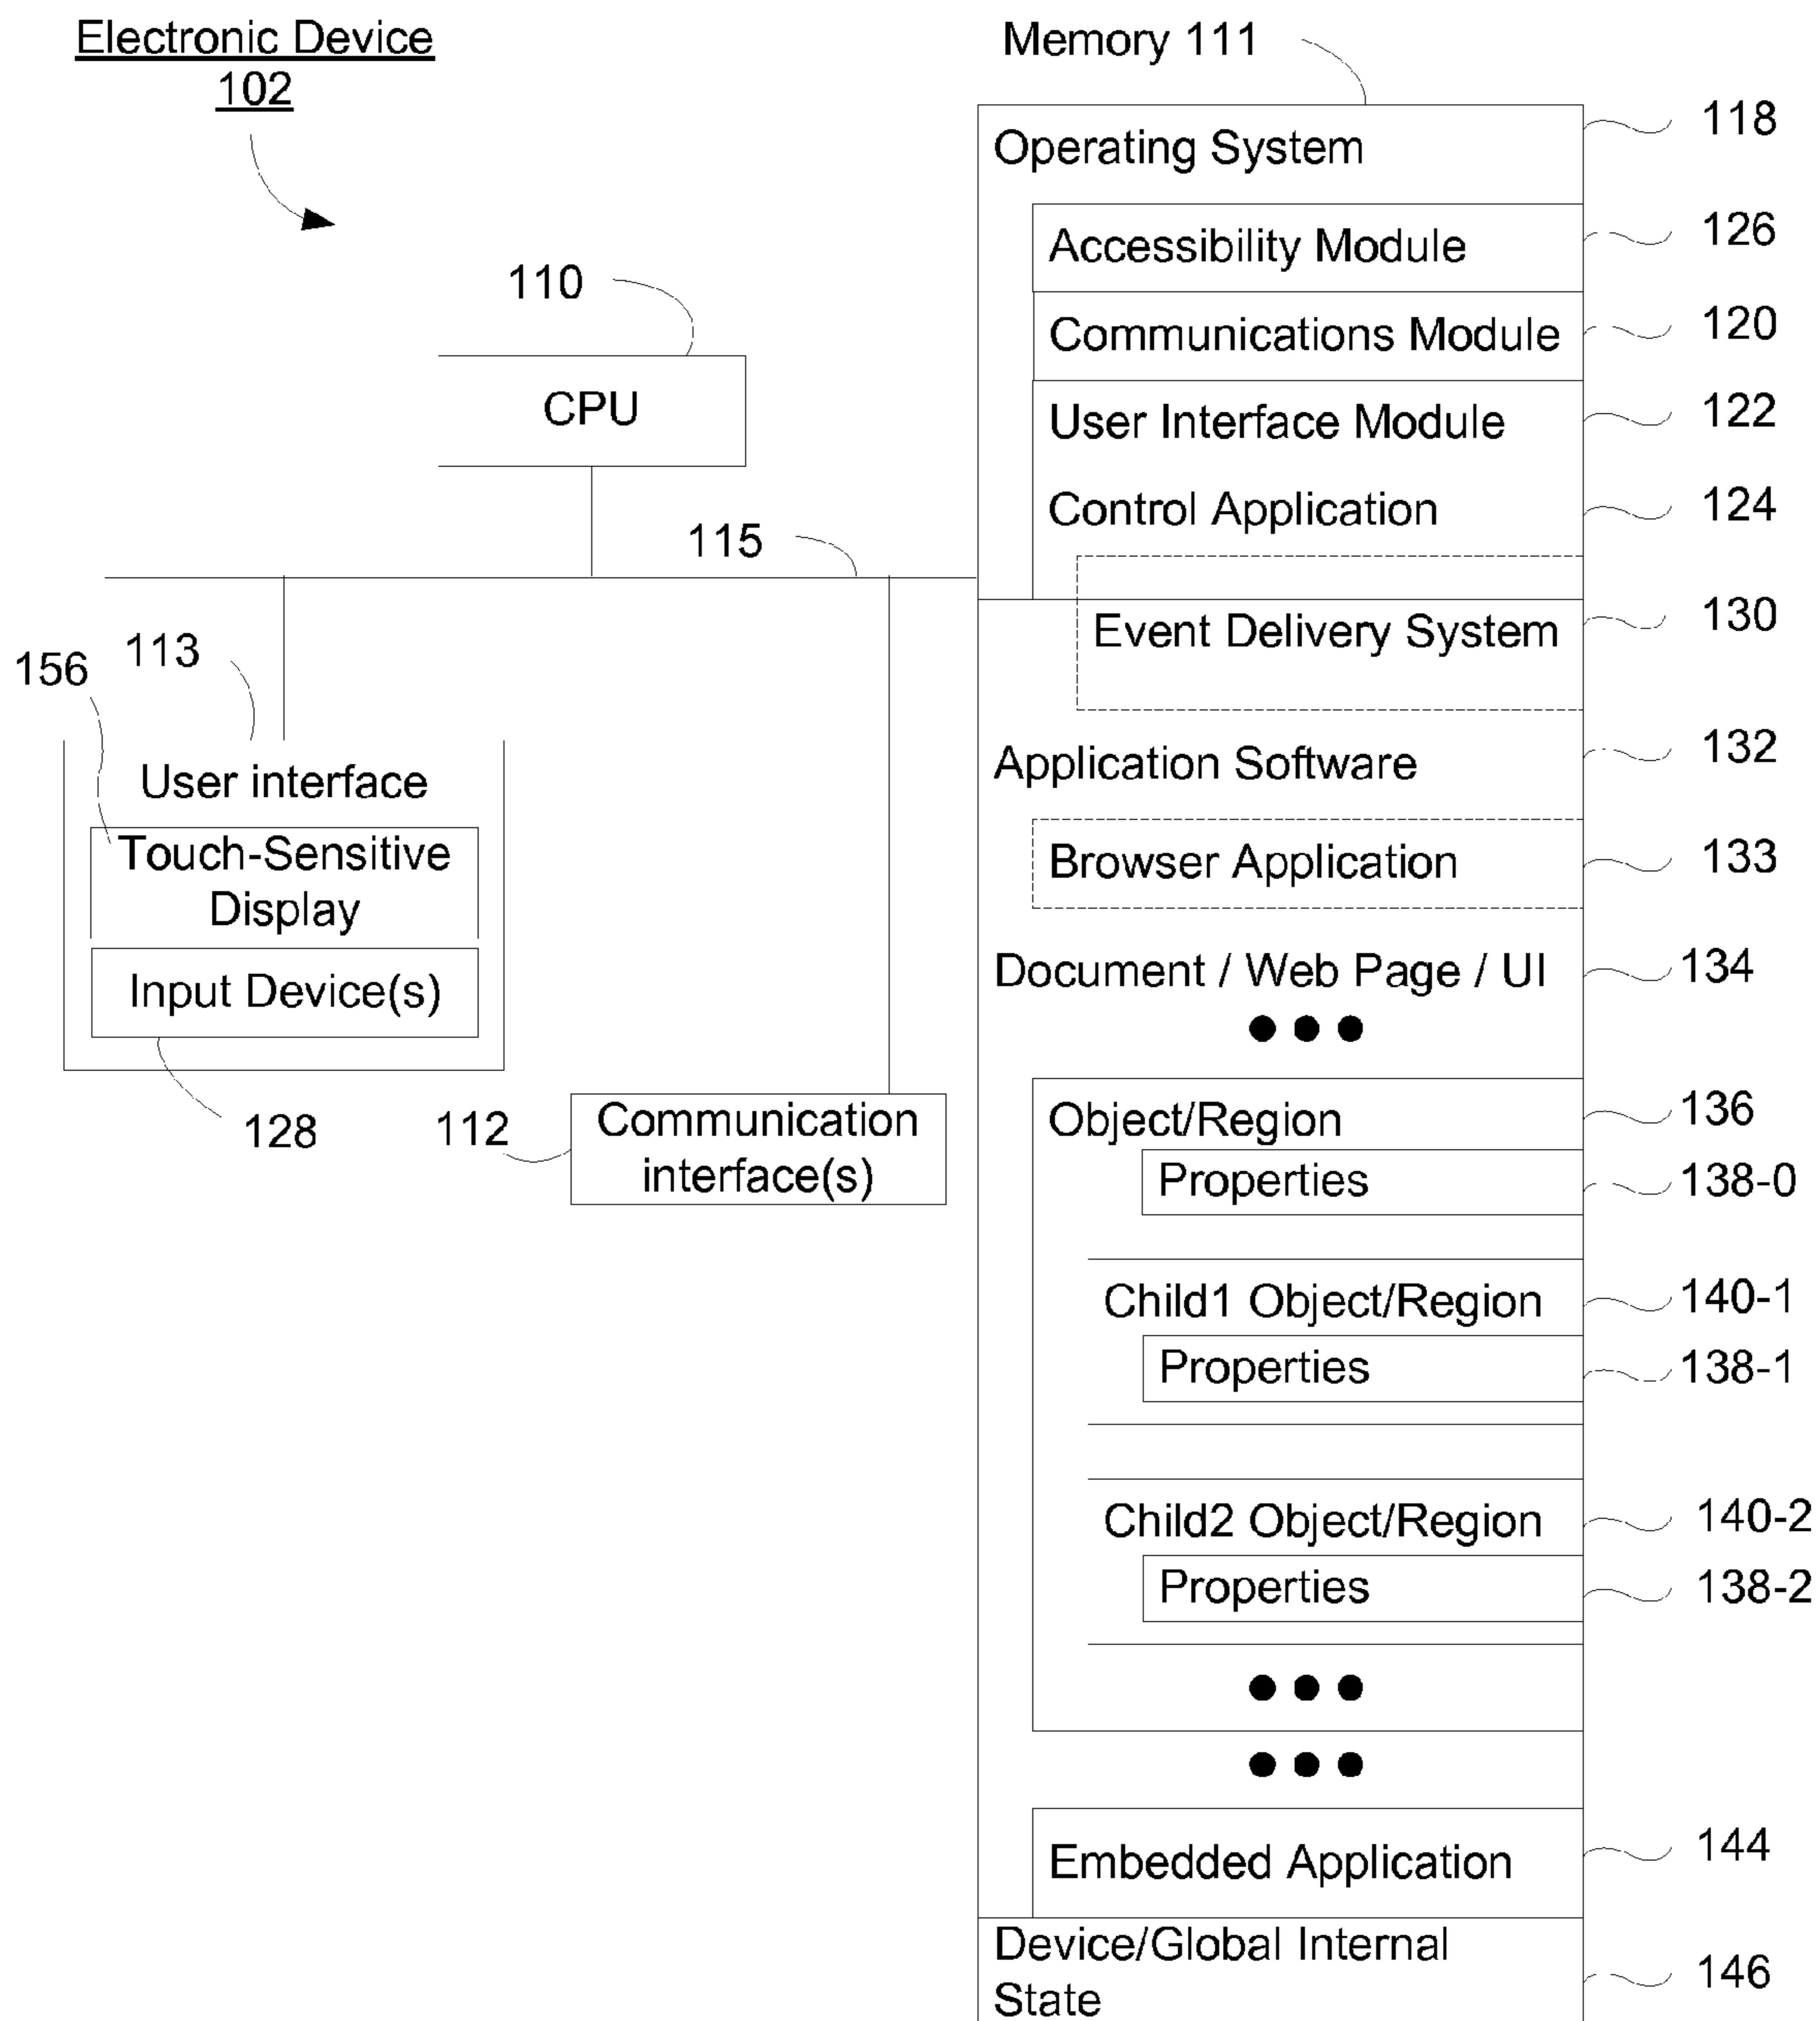 Electronic Device
102
110
CPU
115
113
156
User interface
Touch-Sensitive
Display
Input Device(s)
128
112
Communication
interface(s)
Memory 111
Operating System 118
Accessibility Module 126
Communications Module 120
User Interface Module 122
Control Application 124
Event Delivery System 130
Application Software 132
Browser Application 133
Document / Web Page / UI 134
Object/Region 136
Properties 138-0
Child1 Object/Region 140-1
Properties 138-1
Child2 Object/Region 140-2
Properties 138-2
Embedded Application 144
Device/Global Internal
State 146